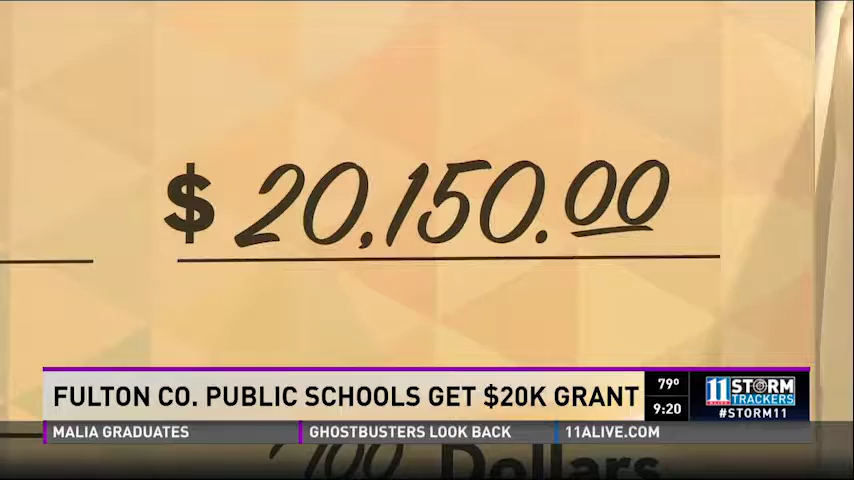 $ 20,150.00
FULTON CO. PUBLIC SCHOOLS GET $20K GRANT
79°
9:20
11 STORM TRACKERS
#STORM11
MALIA GRADUATES
GHOSTBUSTERS LOOK BACK
11ALIVE.COM
/100 Dollars